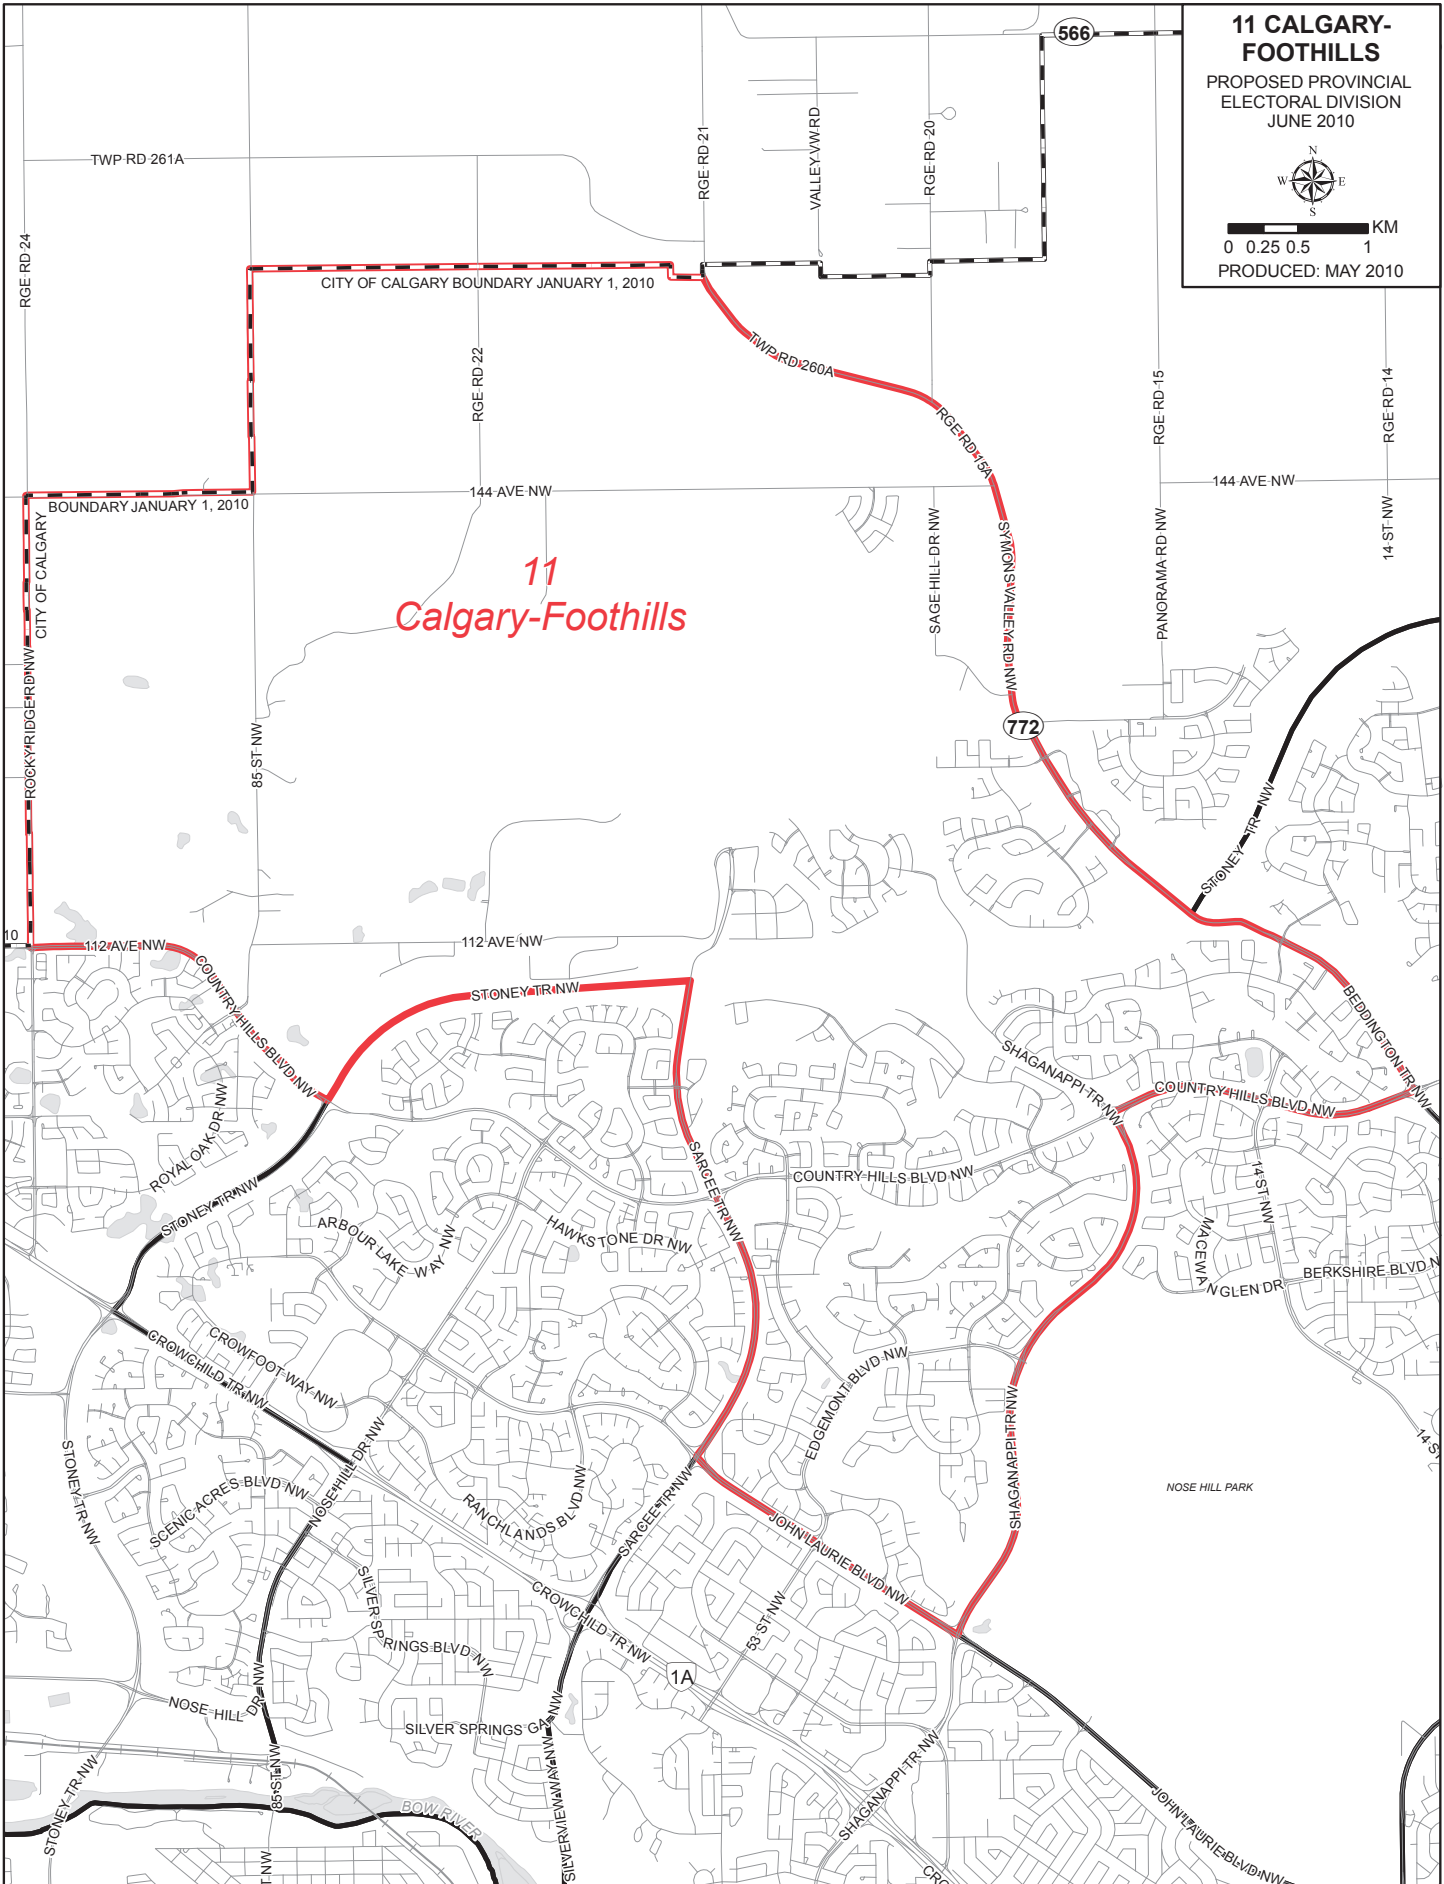 11 CALGARY-
FOOTHILLS
PROPOSED PROVINCIAL
ELECTORAL DIVISION
JUNE 2010
N
W E
S
KM
0 0.25 0.5 1
PRODUCED: MAY 2010
566
TWP RD 261A
RGE RD 21
VALLEY VW RD
RGE RD 20
RGE RD 24
CITY OF CALGARY BOUNDARY JANUARY 1, 2010
TWP RD 260A
RGE RD 22
RGE RD 15
RGE RD 14
RGE RD 15A
144 AVE NW
144 AVE NW
BOUNDARY JANUARY 1, 2010
CITY OF CALGARY
SAGE HILL DR NW
SYMONS VALLEY RD NW
PANORAMA RD NW
14 ST NW
11
Calgary-Foothills
ROCKY RIDGE RD NW
85 ST NW
772
STONEY TR NW
10
112 AVE NW
112 AVE NW
COUNTRY HILLS BLVD NW
STONEY TR NW
BEDDINGTON TR NW
SHAGANAPPI TR NW
COUNTRY HILLS BLVD NW
ROYAL OAK DR NW
STONEY TR NW
SARCEE TR NW
COUNTRY HILLS BLVD NW
14 ST NW
ARBOUR LAKE WAY NW
HAWKSTONE DR NW
MACEWAN GLEN DR
BERKSHIRE BLVD N
CROWFOOT WAY NW
CROWCHILD TR NW
EDGEMONT BLVD NW
SHAGANAPPI TR NW
14 S
STONEY TR NW
NOSE HILL DR NW
SCENIC ACRES BLVD NW
RANCHLANDS BLVD NW
SARCEE TR NW
NOSE HILL PARK
JOHN LAURIE BLVD NW
SILVER SPRINGS BLVD NW
CROWCHILD TR NW
53 ST NW
1A
NOSE HILL DR NW
SILVER SPRINGS GA NW
STONEY TR NW
85 ST NW
SILVERVIEW WAY NW
SHAGANAPPI TR NW
BOW RIVER
JOHN LAURIE BLVD NW
T NW
CRO